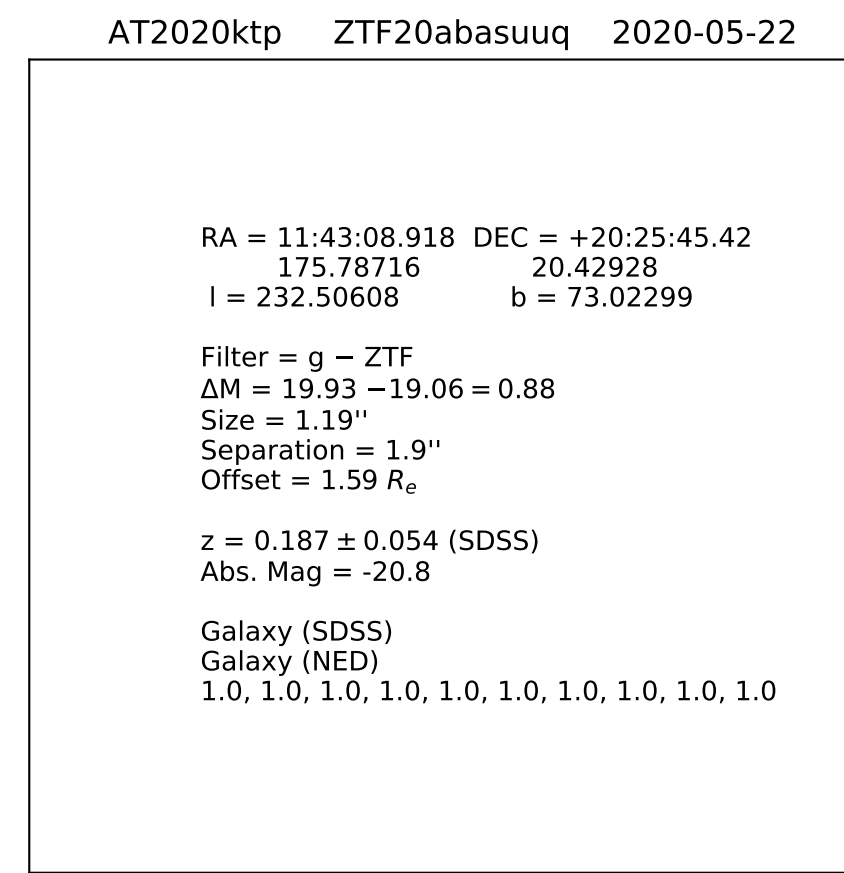 AT2020ktp ZTF20abasuuq 2020-05-22
RA = 11:43:08.918 DEC = +20:25:45.42
175.78716 20.42928
l = 232.50608 b = 73.02299
Filter = g − ZTF
ΔM = 19.93 −19.06 = 0.88
Size = 1.19''
Separation = 1.9''
Offset = 1.59 Rₑ
z = 0.187 ± 0.054 (SDSS)
Abs. Mag = -20.8
Galaxy (SDSS)
Galaxy (NED)
1.0, 1.0, 1.0, 1.0, 1.0, 1.0, 1.0, 1.0, 1.0, 1.0